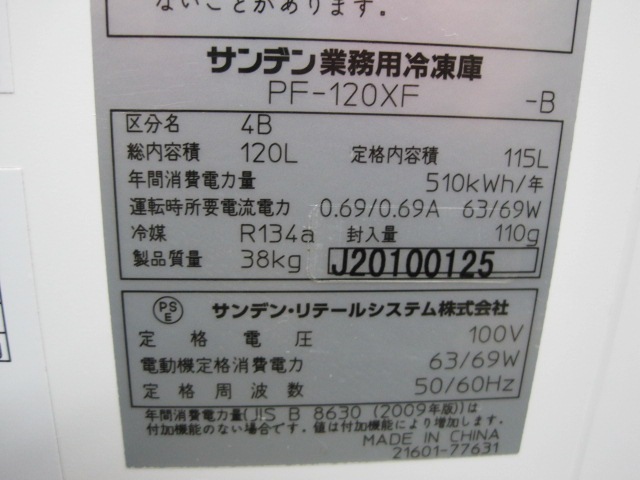 ないことがあります。
サンデン業務用冷凍庫
PF-120XF -B
区分名 4B
総内容積 120L 定格内容積 115L
年間消費電力量 510kWh/年
運転時所要電流電力 0.69/0.69A 63/69W
冷媒 R134a 封入量 110g
製品質量 38kg J20100125
PSE サンデン・リテールシステム株式会社
定格電圧 100V
電動機定格消費電力 63/69W
定格周波数 50/60Hz
年間消費電力量(JIS B 8630 (2009年版))は
付加機能のない場合です。値は付加機能により増加します。
MADE IN CHINA
21601-77631